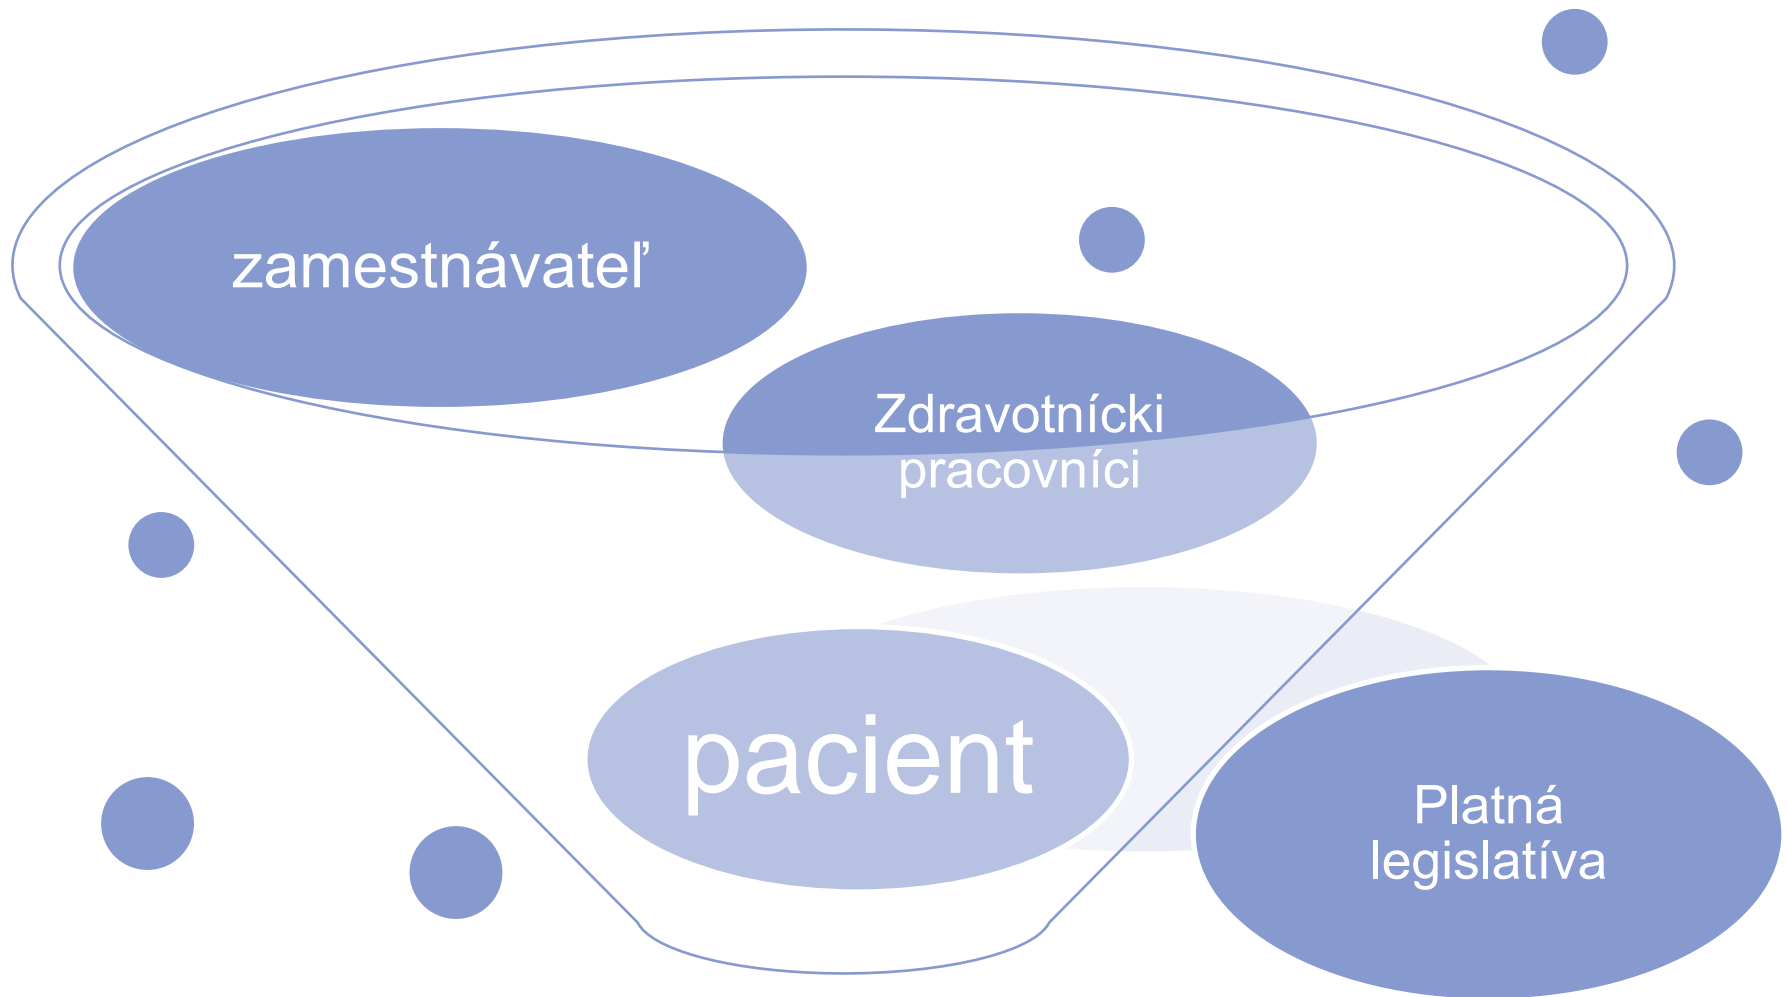 zamestnávateľ
Zdravotnícki
pracovníci
pacient
Platná
legislatíva